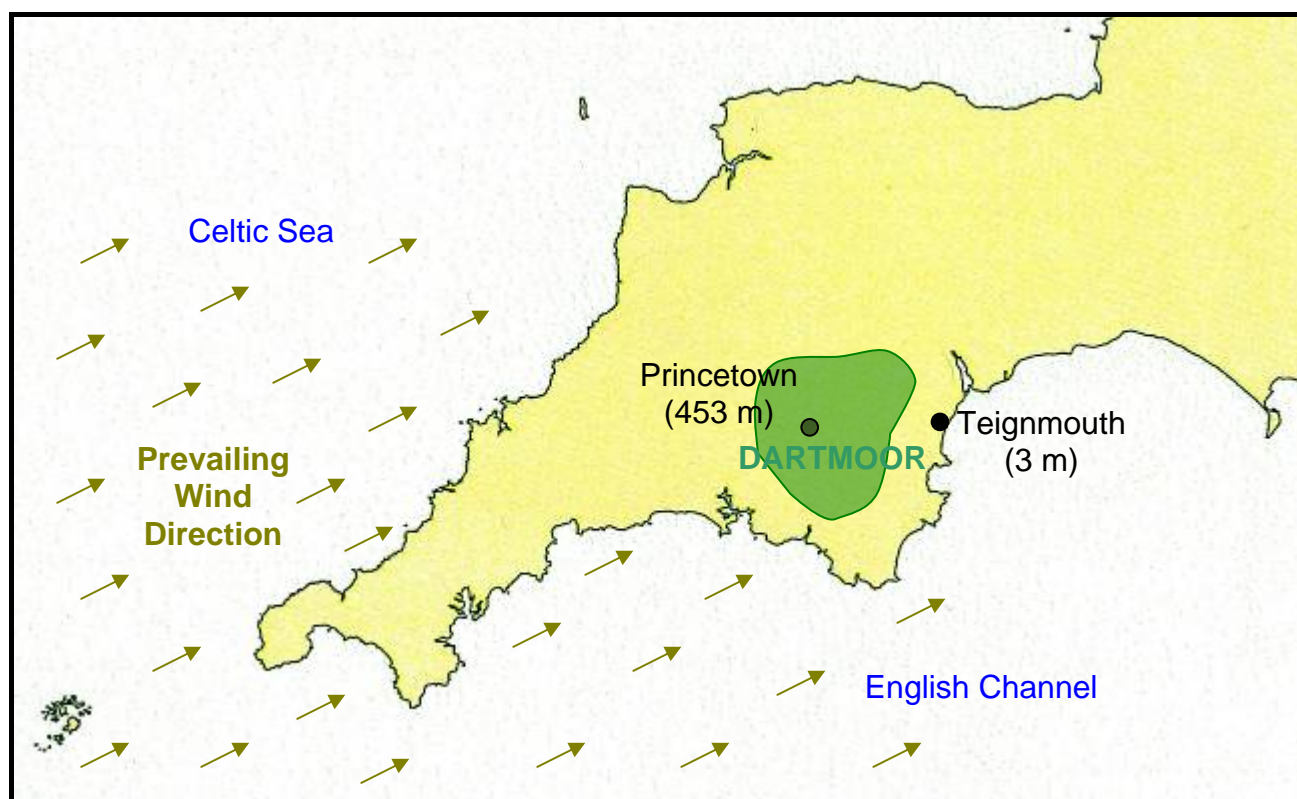 Celtic Sea
Princetown
(453 m)
DARTMOOR
Teignmouth
(3 m)
Prevailing
Wind
Direction
English Channel